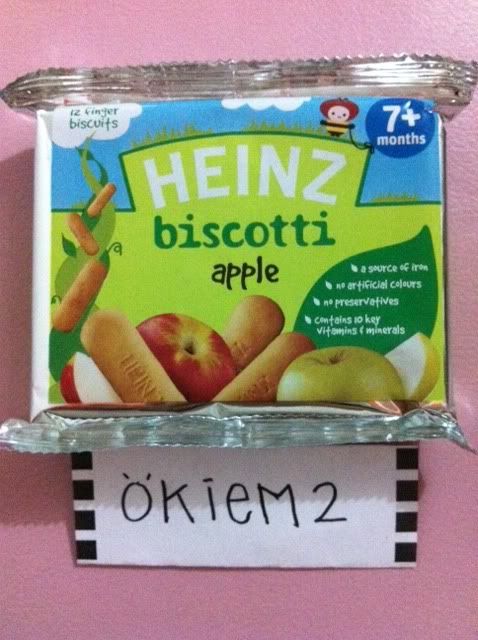 12 finger
biscuits
7+
months
HEINZ
biscotti
apple
a source of iron
no artificial colours
no preservatives
contains 10 key
vitamins & minerals
HEINZ
ÖKiEM2